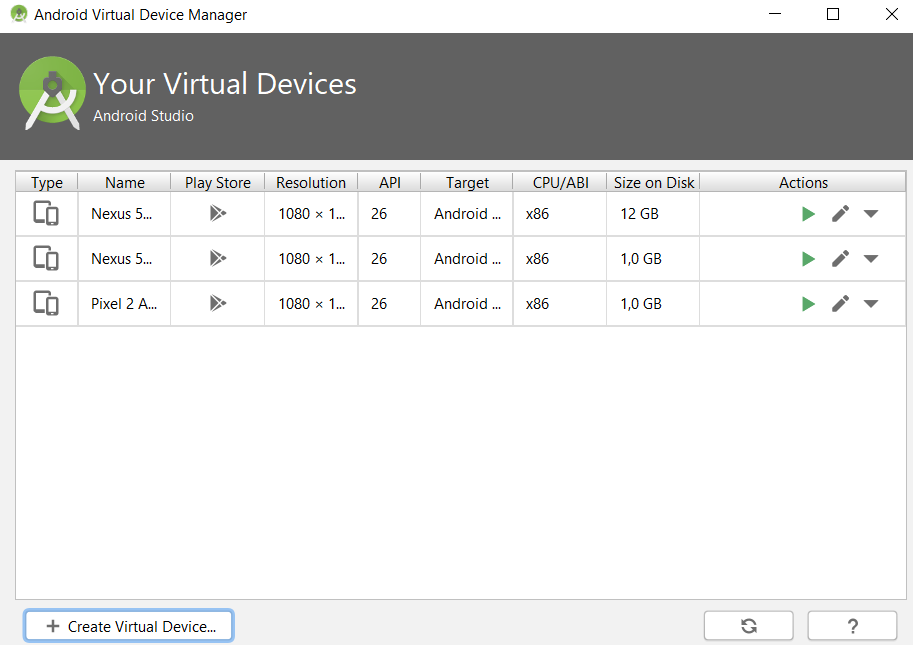 Android Virtual Device Manager
Your Virtual Devices
Android Studio
Type Name Play Store Resolution API Target CPU/ABI Size on Disk Actions
Nexus 5... 1080 × 1... 26 Android ... x86 12 GB
Nexus 5... 1080 × 1... 26 Android ... x86 1,0 GB
Pixel 2 A... 1080 × 1... 26 Android ... x86 1,0 GB
+ Create Virtual Device... ?